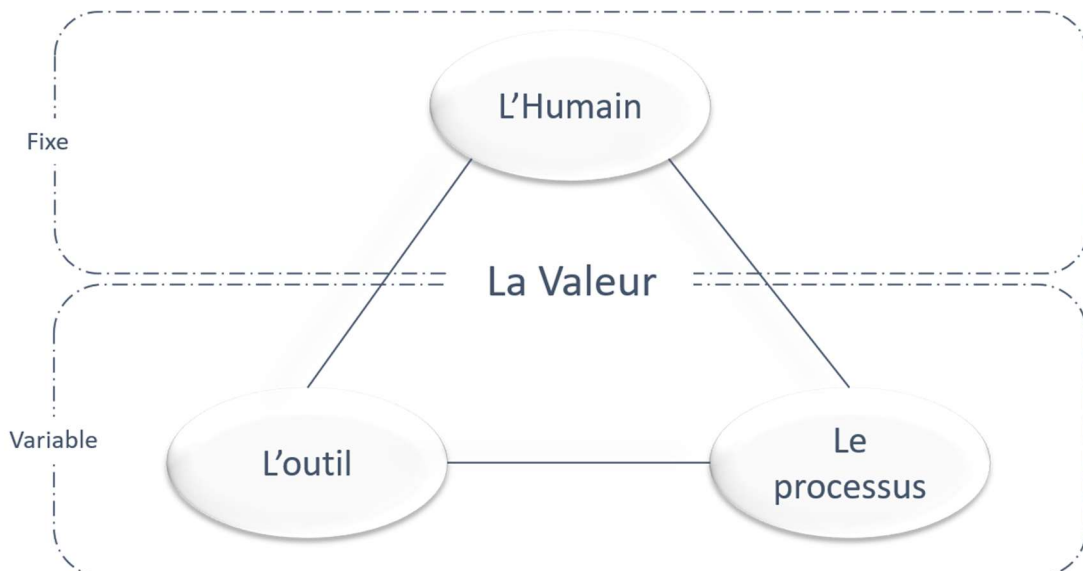 L’Humain
Fixe
La Valeur
Variable
L’outil
Le
processus